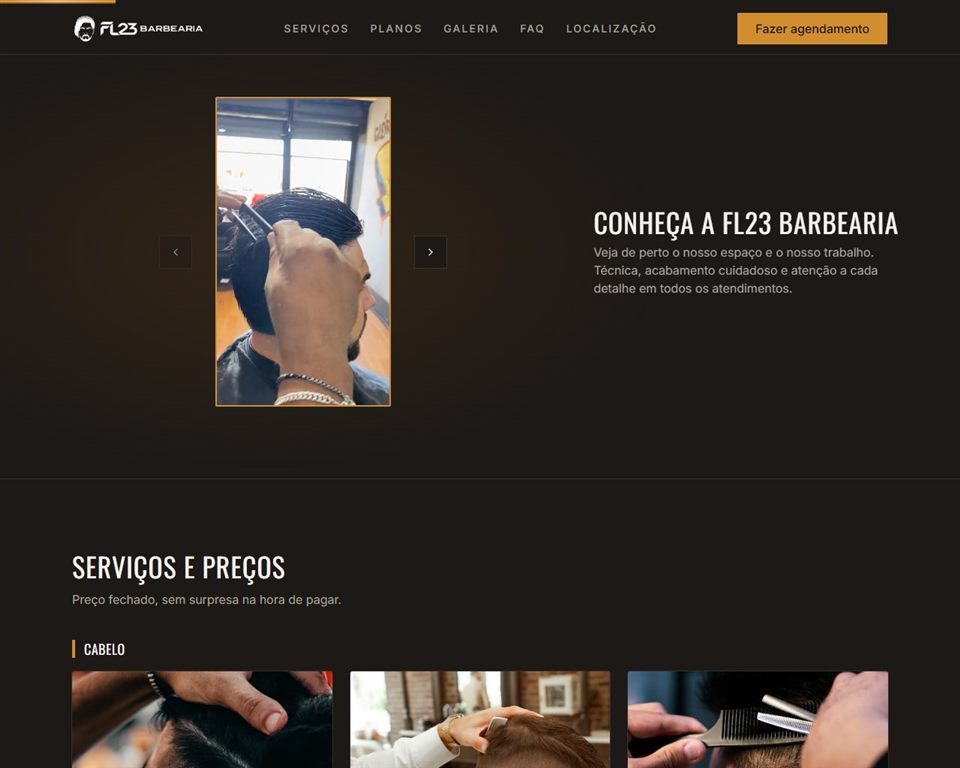 FL23 BARBEARIA
SERVIÇOS
PLANOS
GALERIA
FAQ
LOCALIZAÇÃO
Fazer agendamento
CONHEÇA A FL23 BARBEARIA
Veja de perto o nosso espaço e o nosso trabalho.
Técnica, acabamento cuidadoso e atenção a cada
detalhe em todos os atendimentos.
SERVIÇOS E PREÇOS
Preço fechado, sem surpresa na hora de pagar.
CABELO